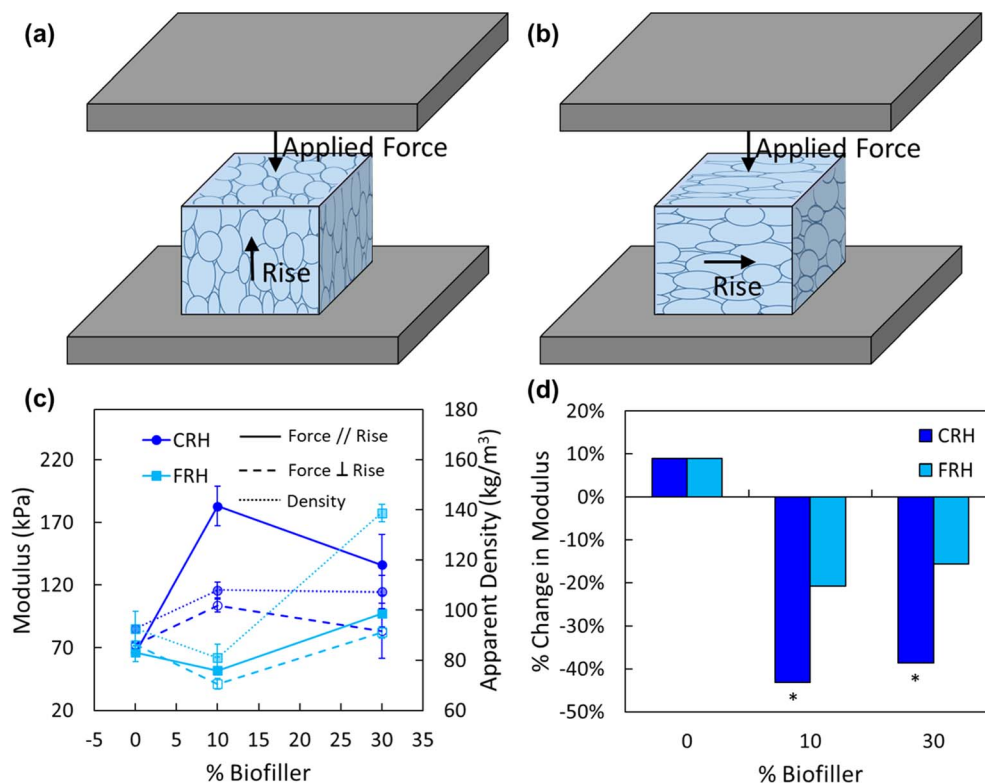 (a)
Applied Force
Rise
(b)
Applied Force
Rise
(c)
CRH
FRH
Force // Rise
Force ⊥ Rise
Density
220
170
120
70
20
Modulus (kPa)
180
160
140
120
100
80
60
Apparent Density (kg/m³)
-5 0 5 10 15 20 25 30 35
% Biofiller
(d)
CRH
FRH
20%
10%
0%
-10%
-20%
-30%
-40%
-50%
% Change in Modulus
* *
0 10 30
% Biofiller